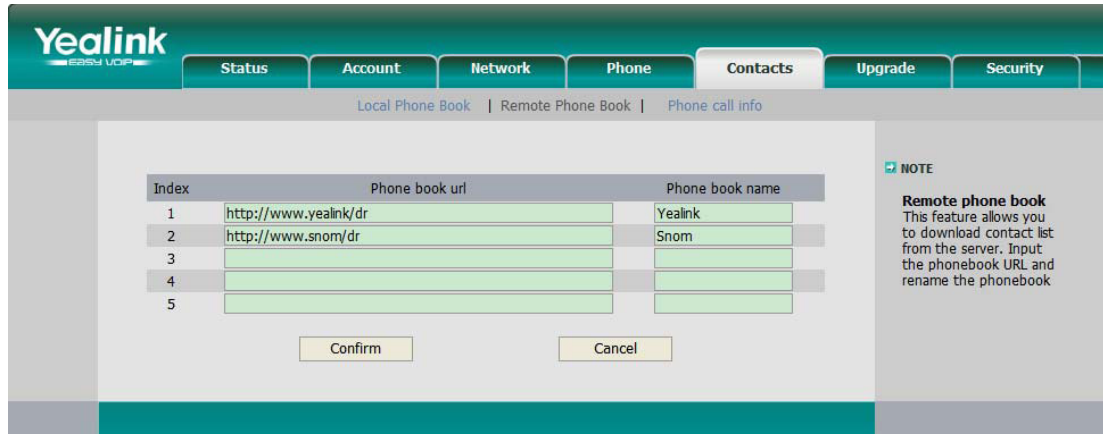 Yealink
EASY VOIP
Status Account Network Phone Contacts Upgrade Security
Local Phone Book | Remote Phone Book | Phone call info
NOTE
Index Phone book url Phone book name
1 http://www.yealink/dr Yealink
2 http://www.snom/dr Snom
3
4
5
Confirm Cancel
Remote phone book
This feature allows you
to download contact list
from the server. Input
the phonebook URL and
rename the phonebook